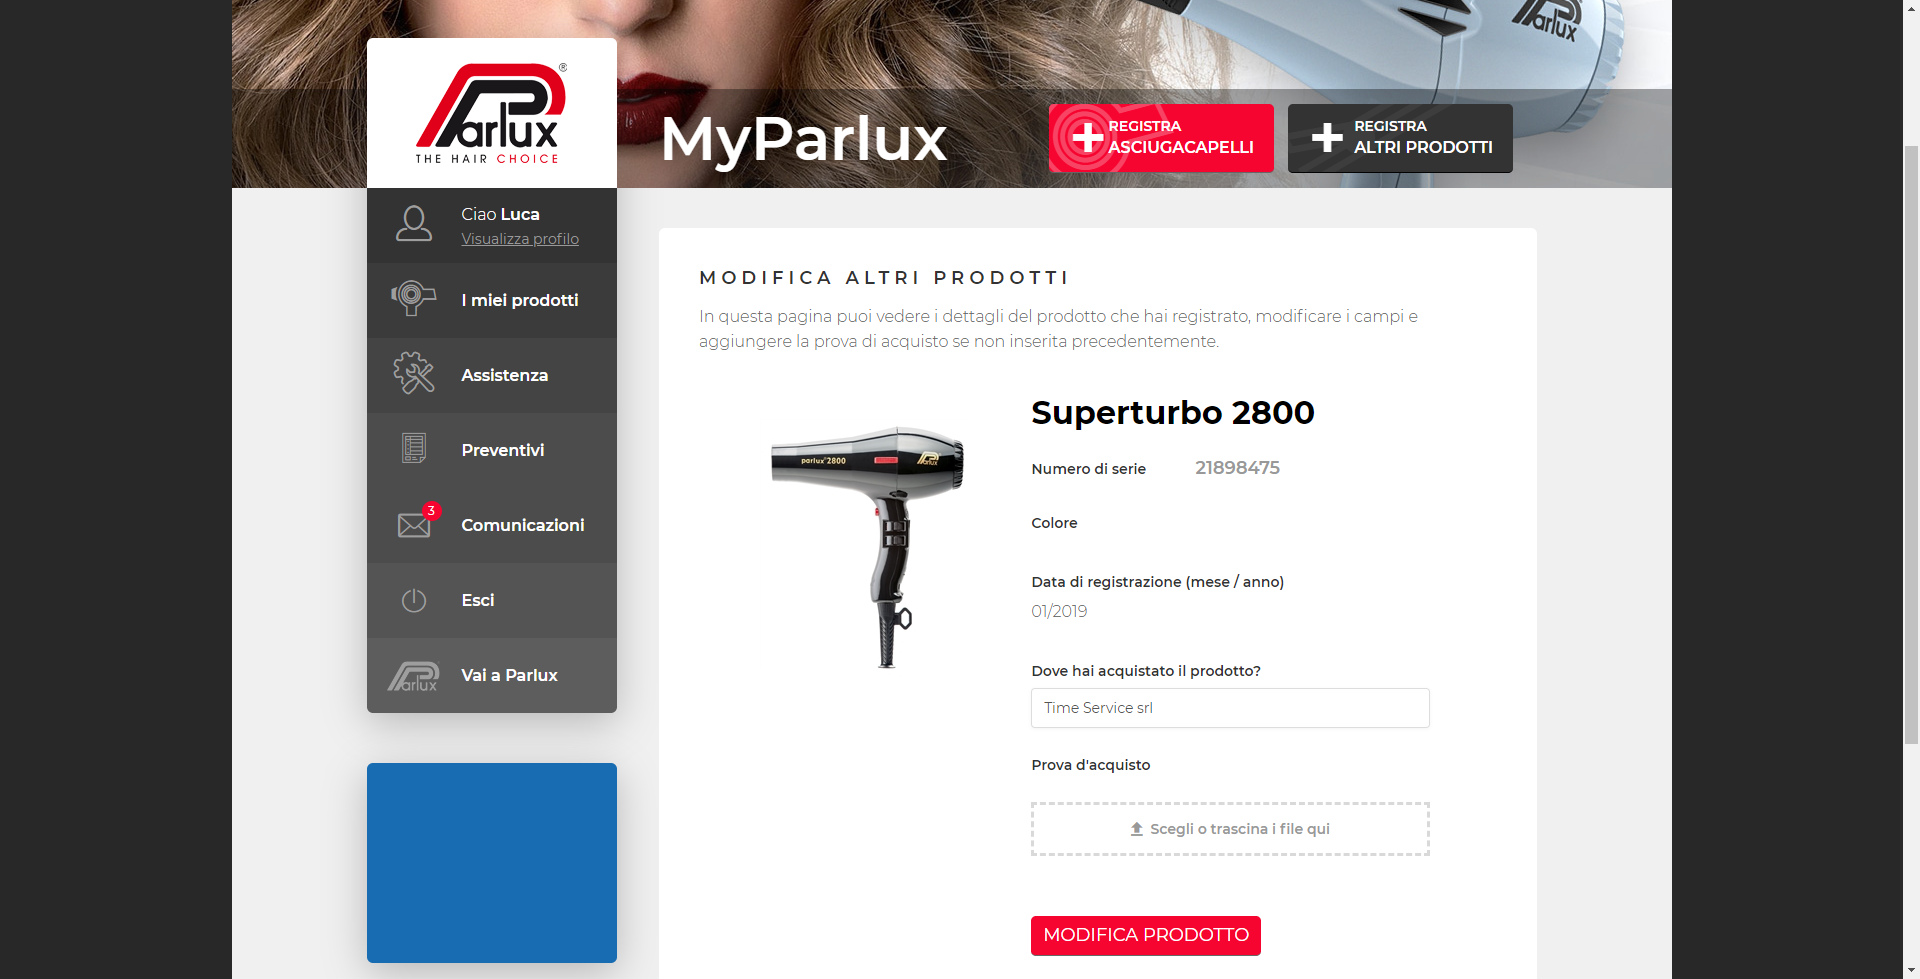 Parlux
Parlux®
THE HAIR CHOICE
MyParlux
REGISTRA
ASCIUGACAPELLI
REGISTRA
ALTRI PRODOTTI
Ciao Luca
Visualizza profilo
I miei prodotti
Assistenza
Preventivi
3
Comunicazioni
Esci
Parlux
Vai a Parlux
MODIFICA ALTRI PRODOTTI
In questa pagina puoi vedere i dettagli del prodotto che hai registrato, modificare i campi e
aggiungere la prova di acquisto se non inserita precedentemente.
parlux®2800
Parlux
Superturbo 2800
Numero di serie 21898475
Colore
Data di registrazione (mese / anno)
01/2019
Dove hai acquistato il prodotto?
Time Service srl
Prova d'acquisto
Scegli o trascina i file qui
MODIFICA PRODOTTO